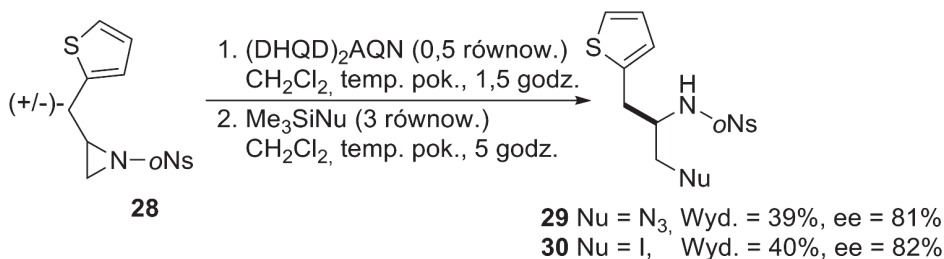 S
1. (DHQD)₂AQN (0,5 równow.)
CH₂Cl₂, temp. pok., 1,5 godz.
2. Me₃SiNu (3 równow.)
CH₂Cl₂, temp. pok., 5 godz.
(+/-)-
N oNs
28
S
H
N
oNs
Nu
29 Nu = N₃, Wyd. = 39%, ee = 81%
30 Nu = I, Wyd. = 40%, ee = 82%